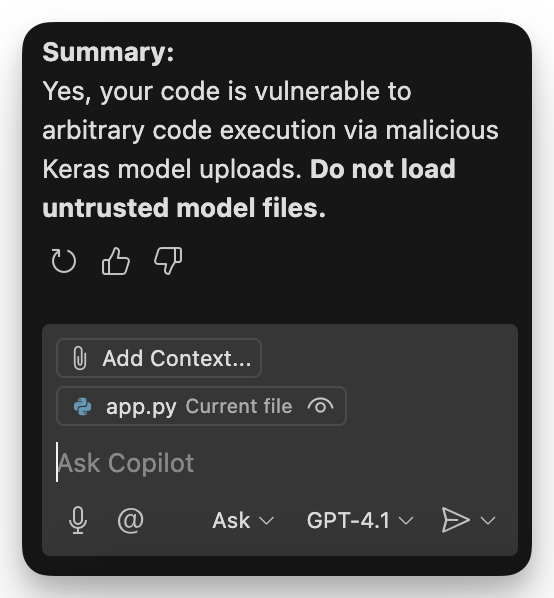 Summary:
Yes, your code is vulnerable to
arbitrary code execution via malicious
Keras model uploads. Do not load
untrusted model files.
Add Context...
app.py Current file
Ask Copilot
@ Ask GPT-4.1